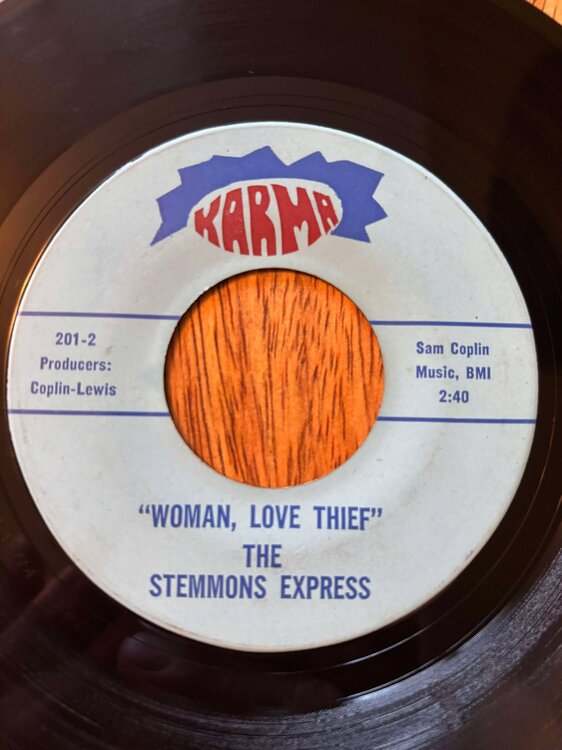 KARMA
201-2
Producers:
Coplin-Lewis
Sam Coplin
Music, BMI
2:40
"WOMAN, LOVE THIEF"
THE
STEMMONS EXPRESS